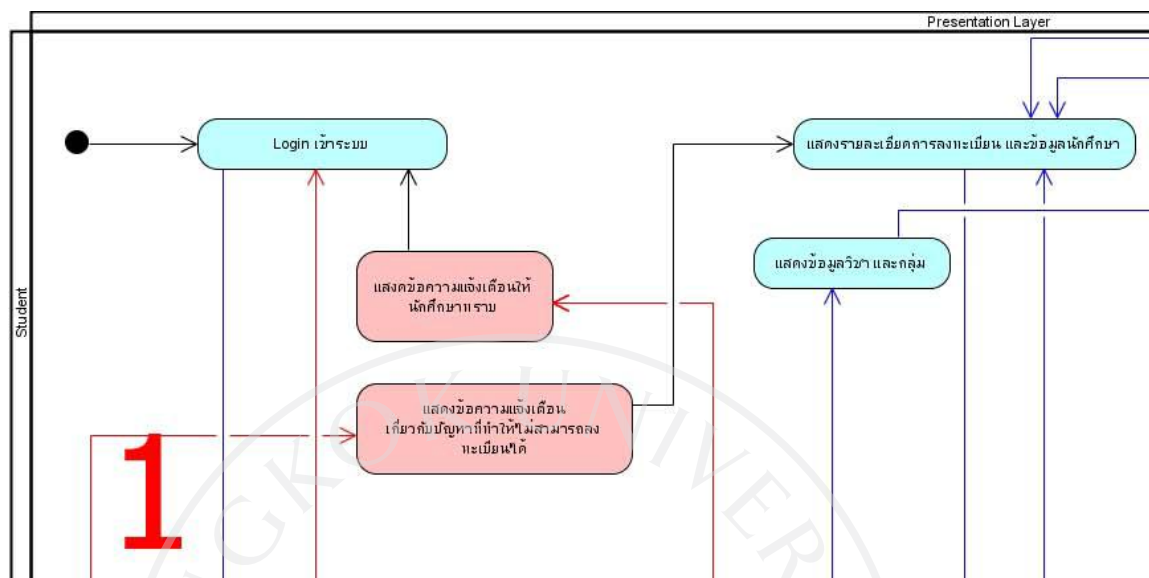 Presentation Layer
Student
Login เข้าระบบ
แสดงรายละเอียดการลงทะเบียน และข้อมูลนักศึกษา
แสดงข้อมูลวิชา และกลุ่ม
แสงดข้อความแจ้งเตือนให้
นักศึกษาทราบ
แสดงข้อความแจ้งเตือน
เกี่ยวกับปัญหาที่ทำให้ไม่สามารถลง
ทะเบียนได้
1
GKOK UNIVER